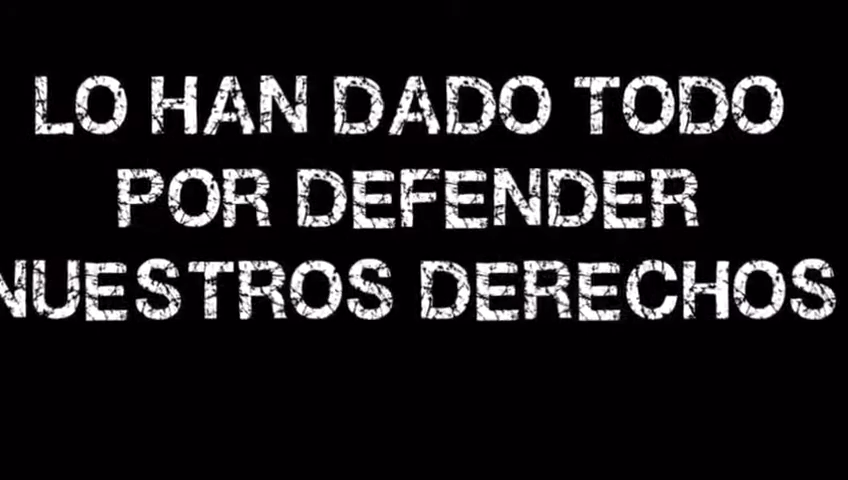 LO HAN DADO TODO
POR DEFENDER
NUESTROS DERECHOS